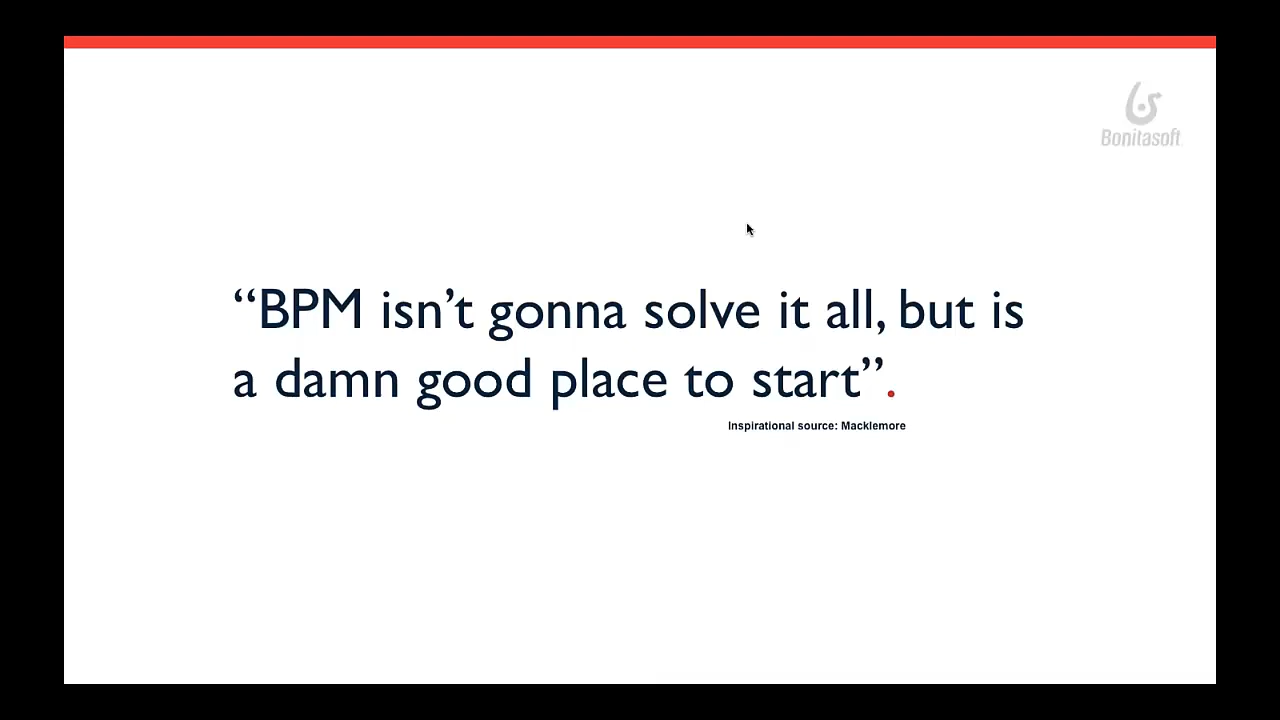 Bonitasoft
“BPM isn’t gonna solve it all, but is
a damn good place to start”.
Inspirational source: Macklemore